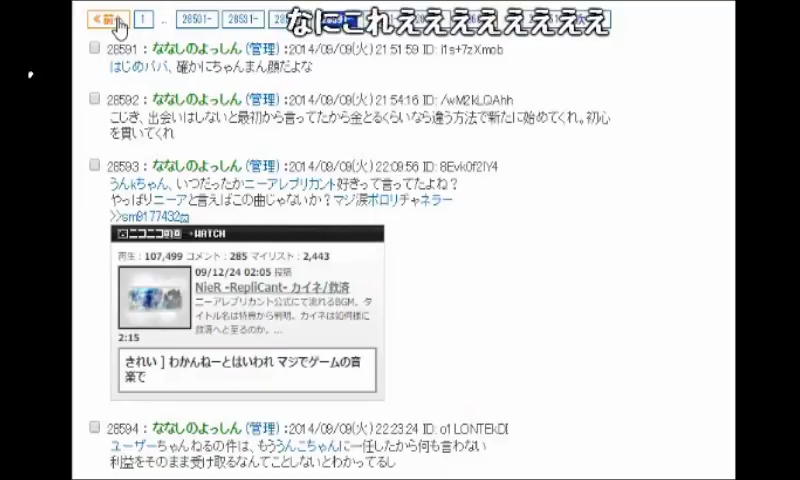 ≪前へ 1 .. 28501- 28531-
なにこれえええええええええ
28591 : ななしのよっしん (管理) :2014/09/09(火) 21:51:59 ID: i1s+7zXmob
はじめパパ、確かにちゃんまん顔だよな
28592 : ななしのよっしん (管理) :2014/09/09(火) 21:54:16 ID: /wM2kLQAhh
こじき、出会いはしないと最初から言ってたから金とるくらいなら違う方法で新たに始めてくれ。初心
を貫いてくれ
28593 : ななしのよっしん (管理) :2014/09/09(火) 22:09:56 ID: 8Evk0f2lY4
うんkちゃん、いつだったかニーアレプリカント好きって言ってたよね？
やっぱりニーアと言えばこの曲じゃないか？マジ涙ポロリチャネラー
>>sm9177432
ニコニコ動画 WATCH
再生：107,499 コメント：285 マイリスト：2,443
09/12/24 02:05 投稿
NieR -RepliCant- カイネ/救済
ニーアレプリカント公式にて流れるBGM。タ
イトル名は特典から判明。カイネは如何様に
救済へと至るのか。...
2:15
きれい ] わかんねーとはいわれ マジでゲームの音
楽で
28594 : ななしのよっしん (管理) :2014/09/09(火) 22:23:24 ID: o1LONTEkDI
ユーザーちゃんねるの件は、もううんこちゃんに一任したから何も言わない
利益をそのまま受け取るなんてことしないとわかってるし